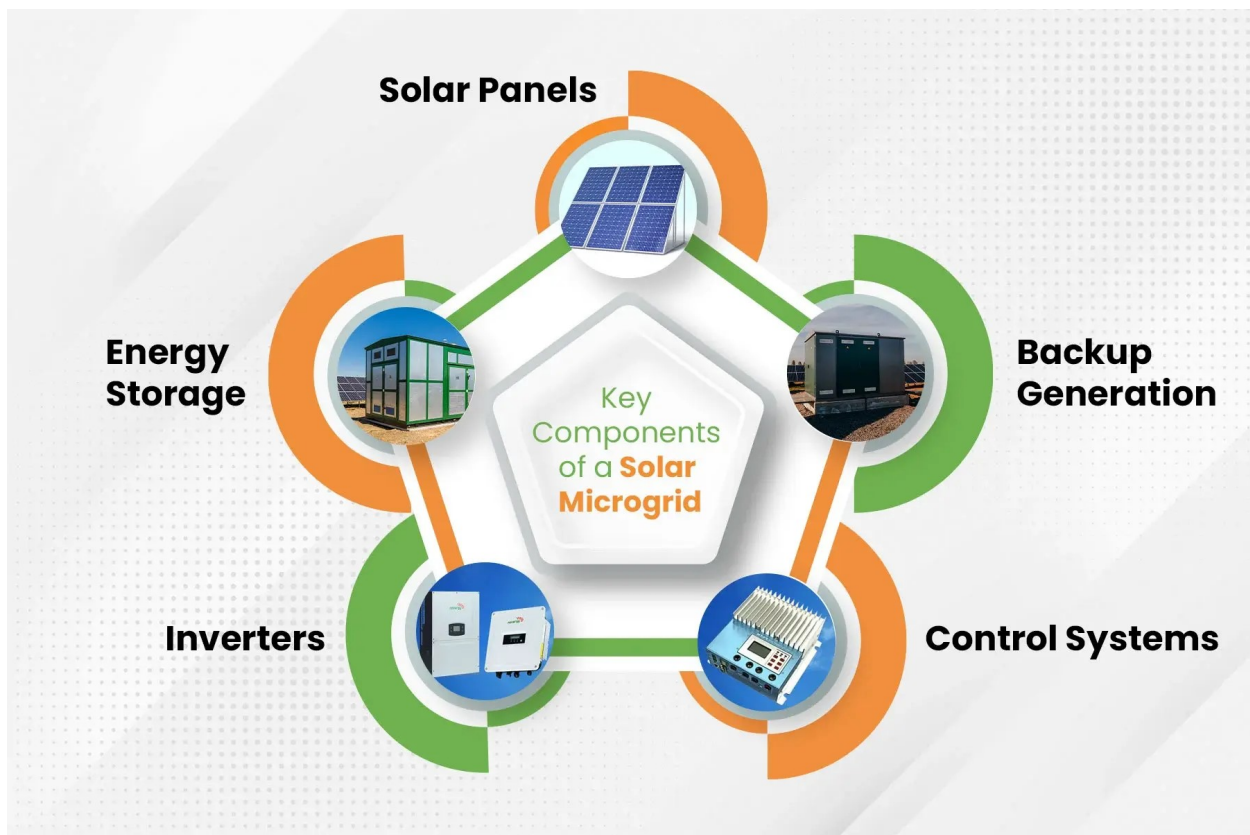 Solar Panels
Energy
Storage
Backup
Generation
Key
Components
of a Solar
Microgrid
Inverters
Control Systems